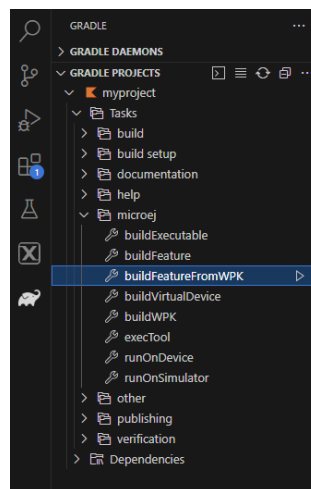 GRADLE
GRADLE DAEMONS
GRADLE PROJECTS
myproject
Tasks
build
build setup
documentation
help
microej
buildExecutable
buildFeature
buildFeatureFromWPK
buildVirtualDevice
buildWPK
execTool
runOnDevice
runOnSimulator
other
publishing
verification
Dependencies
1